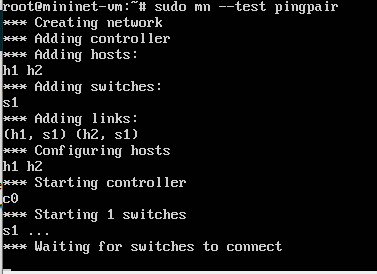 root@mininet-vm:~# sudo mn --test pingpair
*** Creating network
*** Adding controller
*** Adding hosts:
h1 h2
*** Adding switches:
s1
*** Adding links:
(h1, s1) (h2, s1)
*** Configuring hosts
h1 h2
*** Starting controller
c0
*** Starting 1 switches
s1 ...
*** Waiting for switches to connect